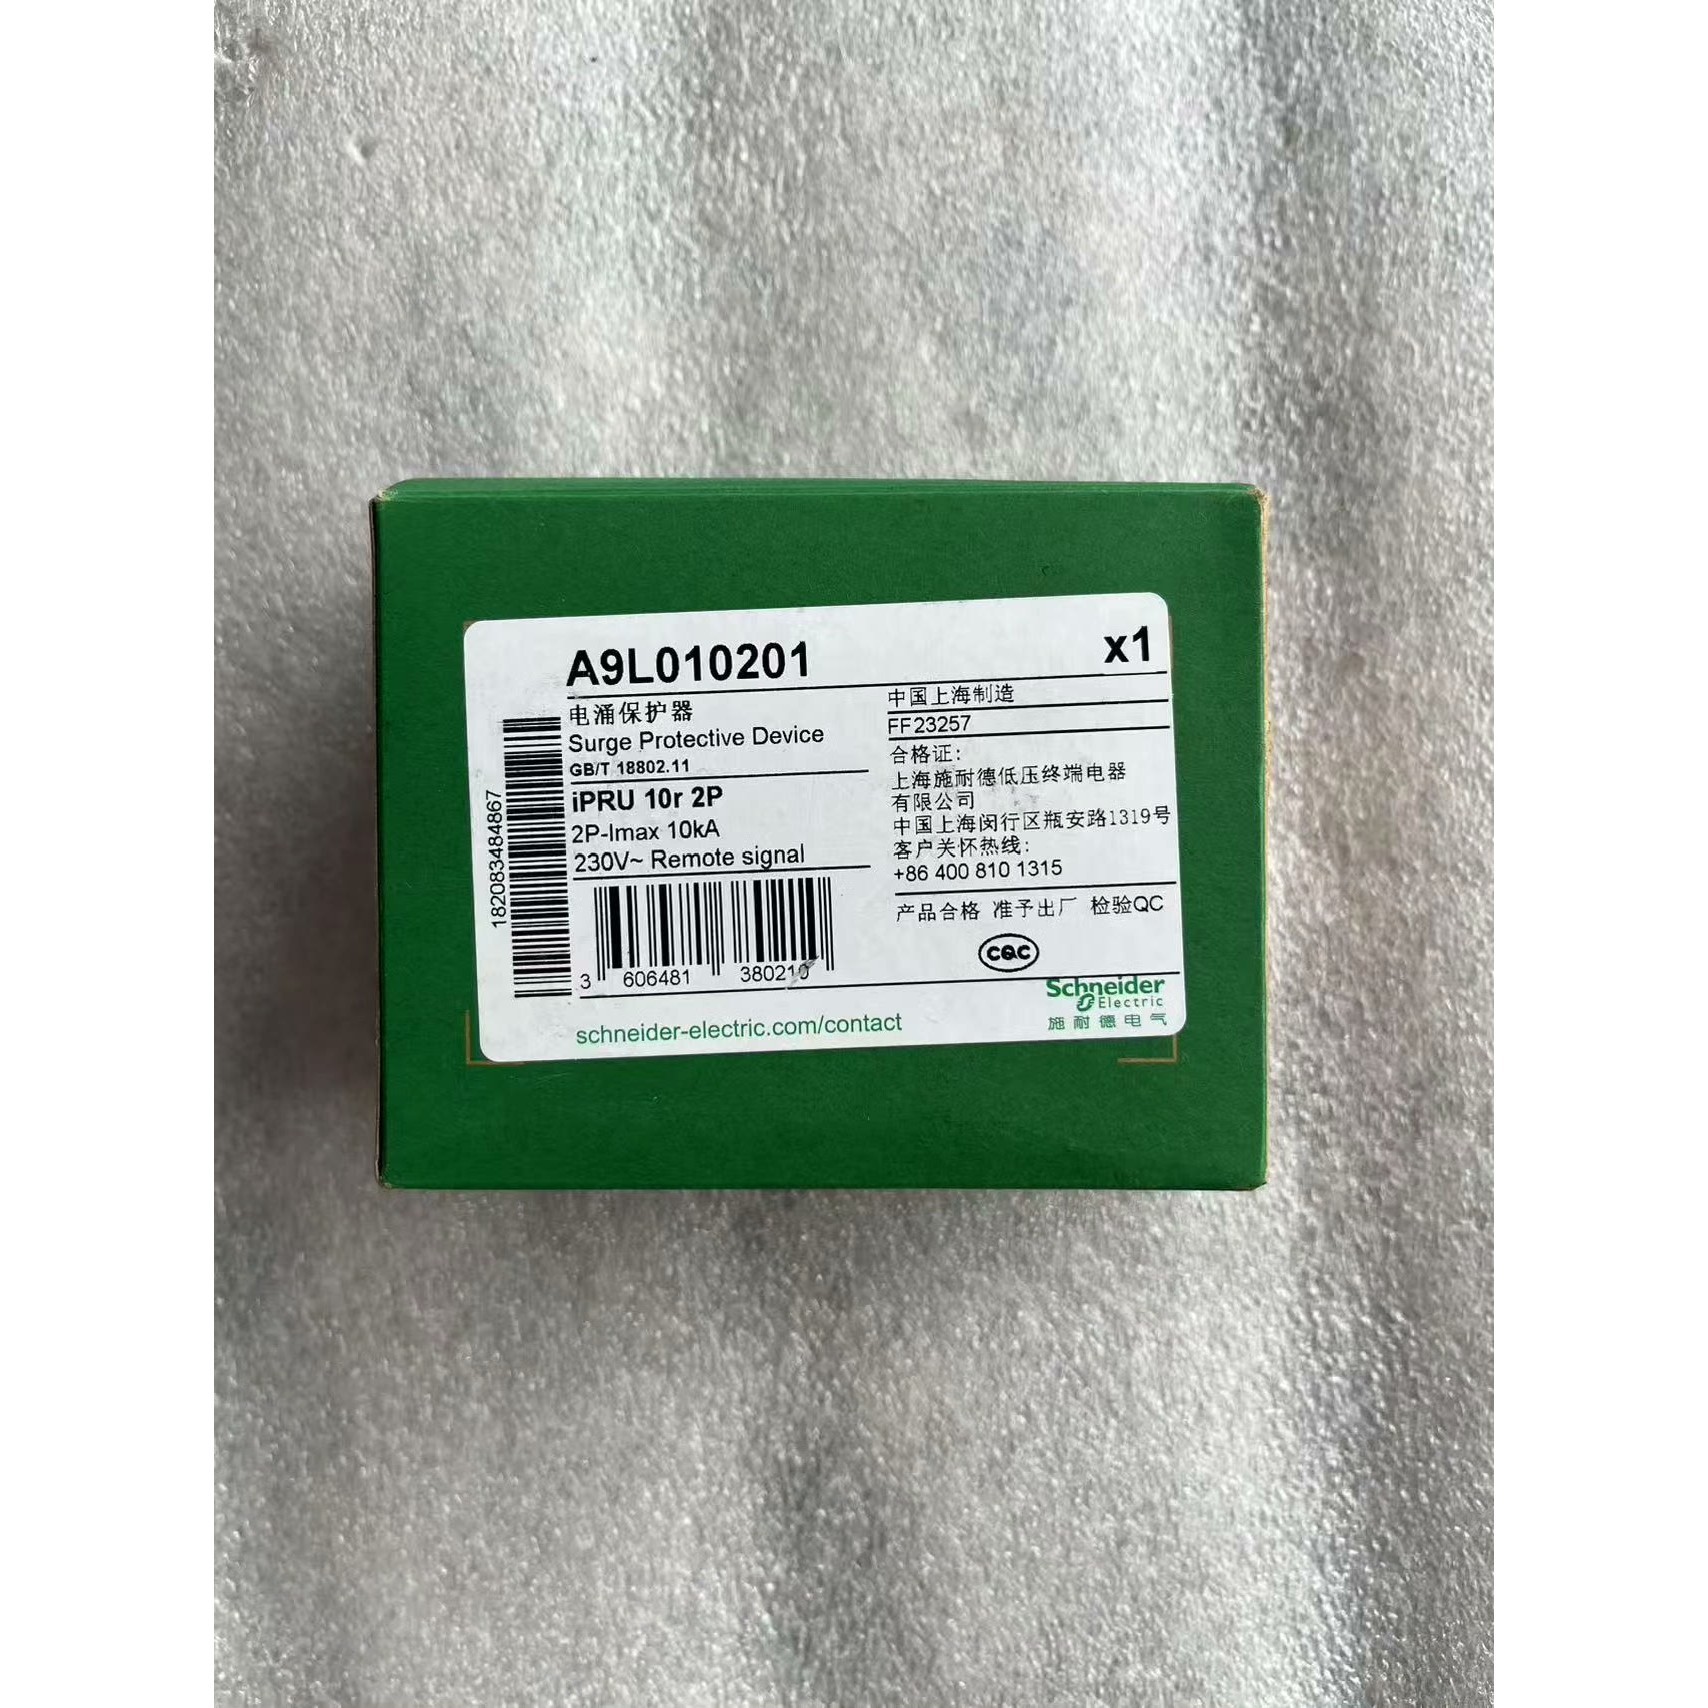 A9L010201
x1
电涌保护器
Surge Protective Device
GB/T 18802.11
iPRU 10r 2P
2P-Imax 10kA
230V~ Remote signal
3 606481 380210
18208348486​7
中国上海制造
FF23257
合格证:
上海施耐德低压终端电器
有限公司
中国上海闵行区瓶安路1319号
客户关怀热线:
+86 400 810 1315
产品合格 准予出厂 检验QC
CQC
schneider-electric.com/contact
Schneider
Electric
施耐德电气